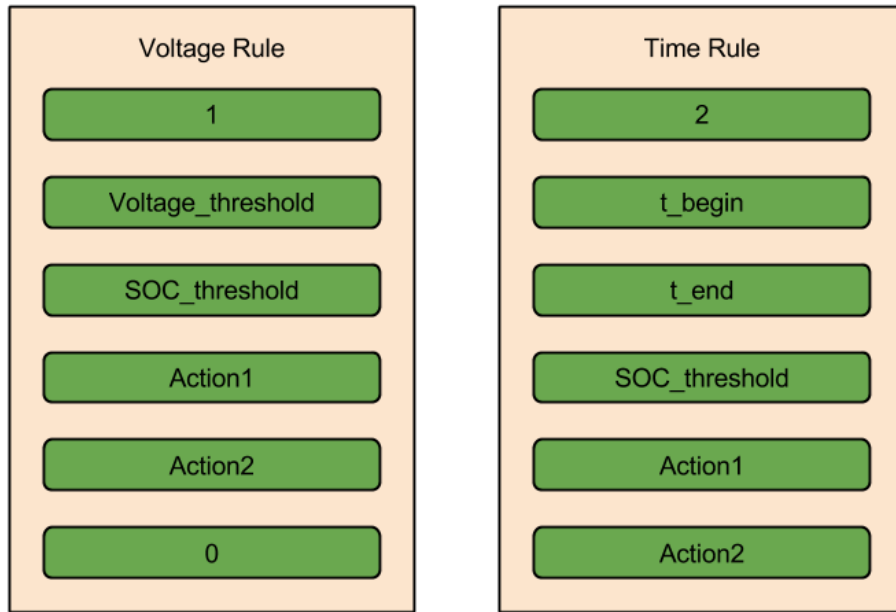 Voltage Rule
1
Voltage_threshold
SOC_threshold
Action1
Action2
0
Time Rule
2
t_begin
t_end
SOC_threshold
Action1
Action2